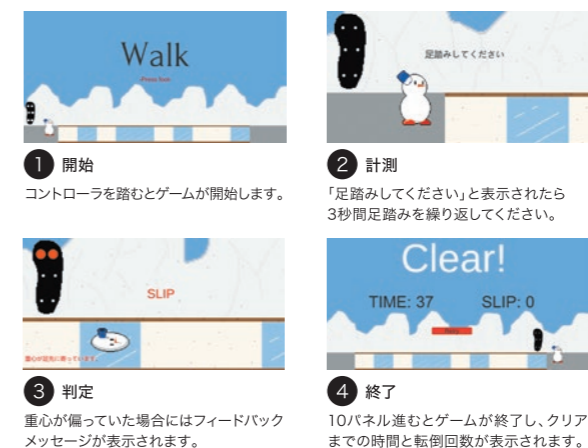 Walk
足踏みしてください
1 開始
コントローラを踏むとゲームが開始します。
2 計測
「足踏みしてください」と表示されたら
3秒間足踏みを繰り返してください。
SLIP
3 判定
重心が偏っていた場合にはフィードバック
メッセージが表示されます。
Clear!
TIME: 37 SLIP: 0
4 終了
10パネル進むとゲームが終了し、クリア
までの時間と転倒回数が表示されます。